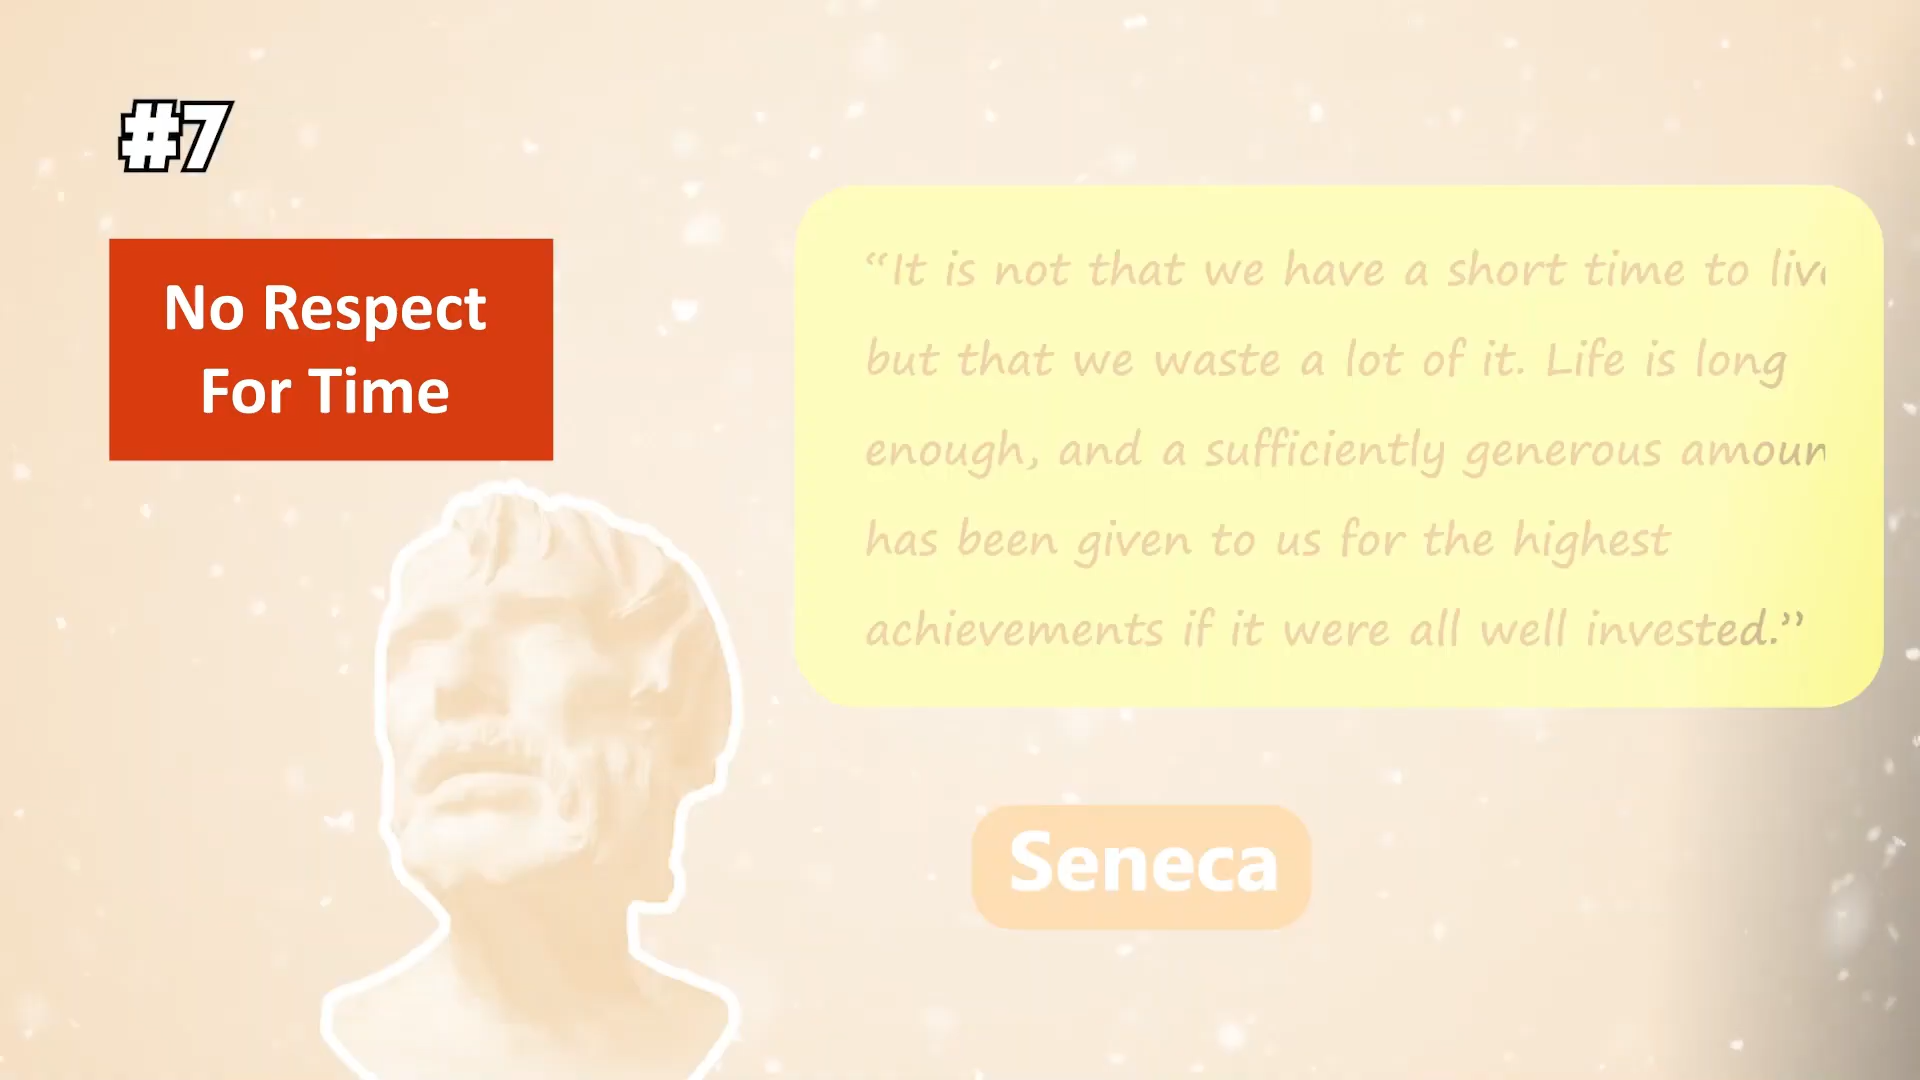 #7
No Respect
For Time
“It is not that we have a short time to live
but that we waste a lot of it. Life is long
enough, and a sufficiently generous amoun
has been given to us for the highest
achievements if it were all well invested.”
Seneca